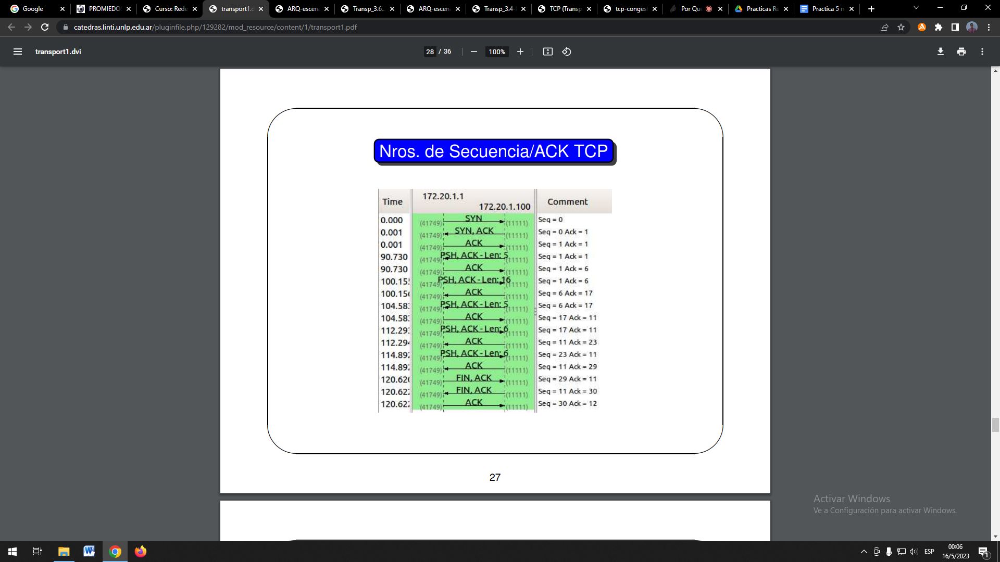 Google
PROMIEDO
Curso: Rede
transport1.d
ARQ-escen
Transp_3.6.
ARQ-escen
Transp_3.4-
TCP (Transp
tcp-conges
Por Qu
Practicas Re
Practica 5 n
catedras.linti.unlp.edu.ar/pluginfile.php/129282/mod_resource/content/1/transport1.pdf
transport1.dvi
28 / 36
100%
Nros. de Secuencia/ACK TCP
Time 172.20.1.1 172.20.1.100 Comment
0.000 (41749) SYN (11111) Seq = 0
0.001 (41749) SYN, ACK (11111) Seq = 0 Ack = 1
0.001 (41749) ACK (11111) Seq = 1 Ack = 1
90.730 (41749) PSH, ACK - Len: 5 (11111) Seq = 1 Ack = 1
90.730 (41749) ACK (11111) Seq = 1 Ack = 6
100.15 (41749) PSH, ACK - Len: 16 (11111) Seq = 1 Ack = 6
100.15 (41749) ACK (11111) Seq = 6 Ack = 17
104.58 (41749) PSH, ACK - Len: 5 (11111) Seq = 6 Ack = 17
104.58 (41749) ACK (11111) Seq = 17 Ack = 11
112.29 (41749) PSH, ACK - Len: 6 (11111) Seq = 17 Ack = 11
112.29 (41749) ACK (11111) Seq = 11 Ack = 23
114.89 (41749) PSH, ACK - Len: 6 (11111) Seq = 23 Ack = 11
114.89 (41749) ACK (11111) Seq = 11 Ack = 29
120.62 (41749) FIN, ACK (11111) Seq = 29 Ack = 11
120.62 (41749) FIN, ACK (11111) Seq = 11 Ack = 30
120.62 (41749) ACK (11111) Seq = 30 Ack = 12
27
Activar Windows
Ve a Configuración para activar Windows.
ESP
00:06
16/5/2023
1